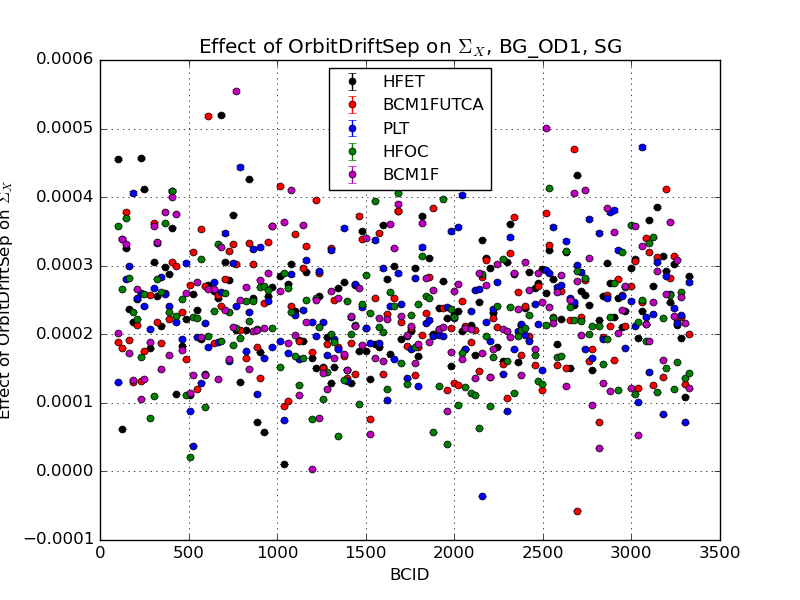 Effect of OrbitDriftSep on Σ_X, BG_OD1, SG
Effect of OrbitDriftSep on Σ_X
0.0006
0.0005
0.0004
0.0003
0.0002
0.0001
0.0000
−0.0001
HFET
BCM1FUTCA
PLT
HFOC
BCM1F
0 500 1000 1500 2000 2500 3000 3500
BCID